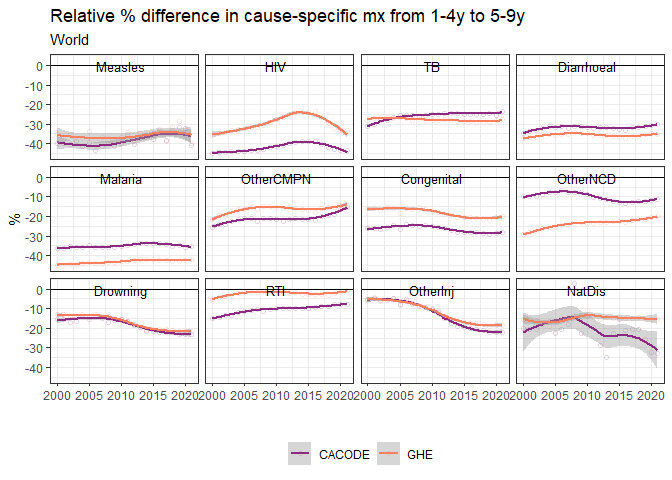 Relative % difference in cause-specific mx from 1-4y to 5-9y
World
Measles HIV TB Diarrhoeal
0
-10
-20
-30
-40
Malaria OtherCMPN Congenital OtherNCD
0
-10
-20
-30
-40
%
Drowning RTI OtherInj NatDis
0
-10
-20
-30
-40
2000 2005 2010 2015 2020 2000 2005 2010 2015 2020 2000 2005 2010 2015 2020 2000 2005 2010 2015 2020
CACODE GHE